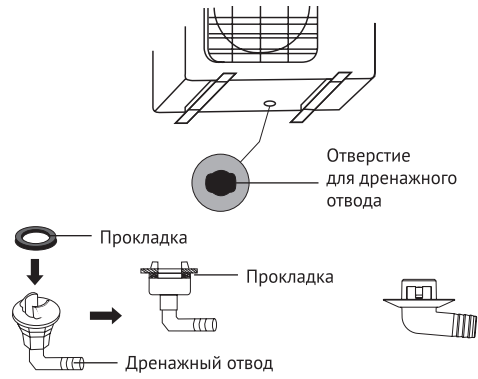 Отверстие
для дренажного
отвода
Прокладка
Прокладка
Дренажный отвод